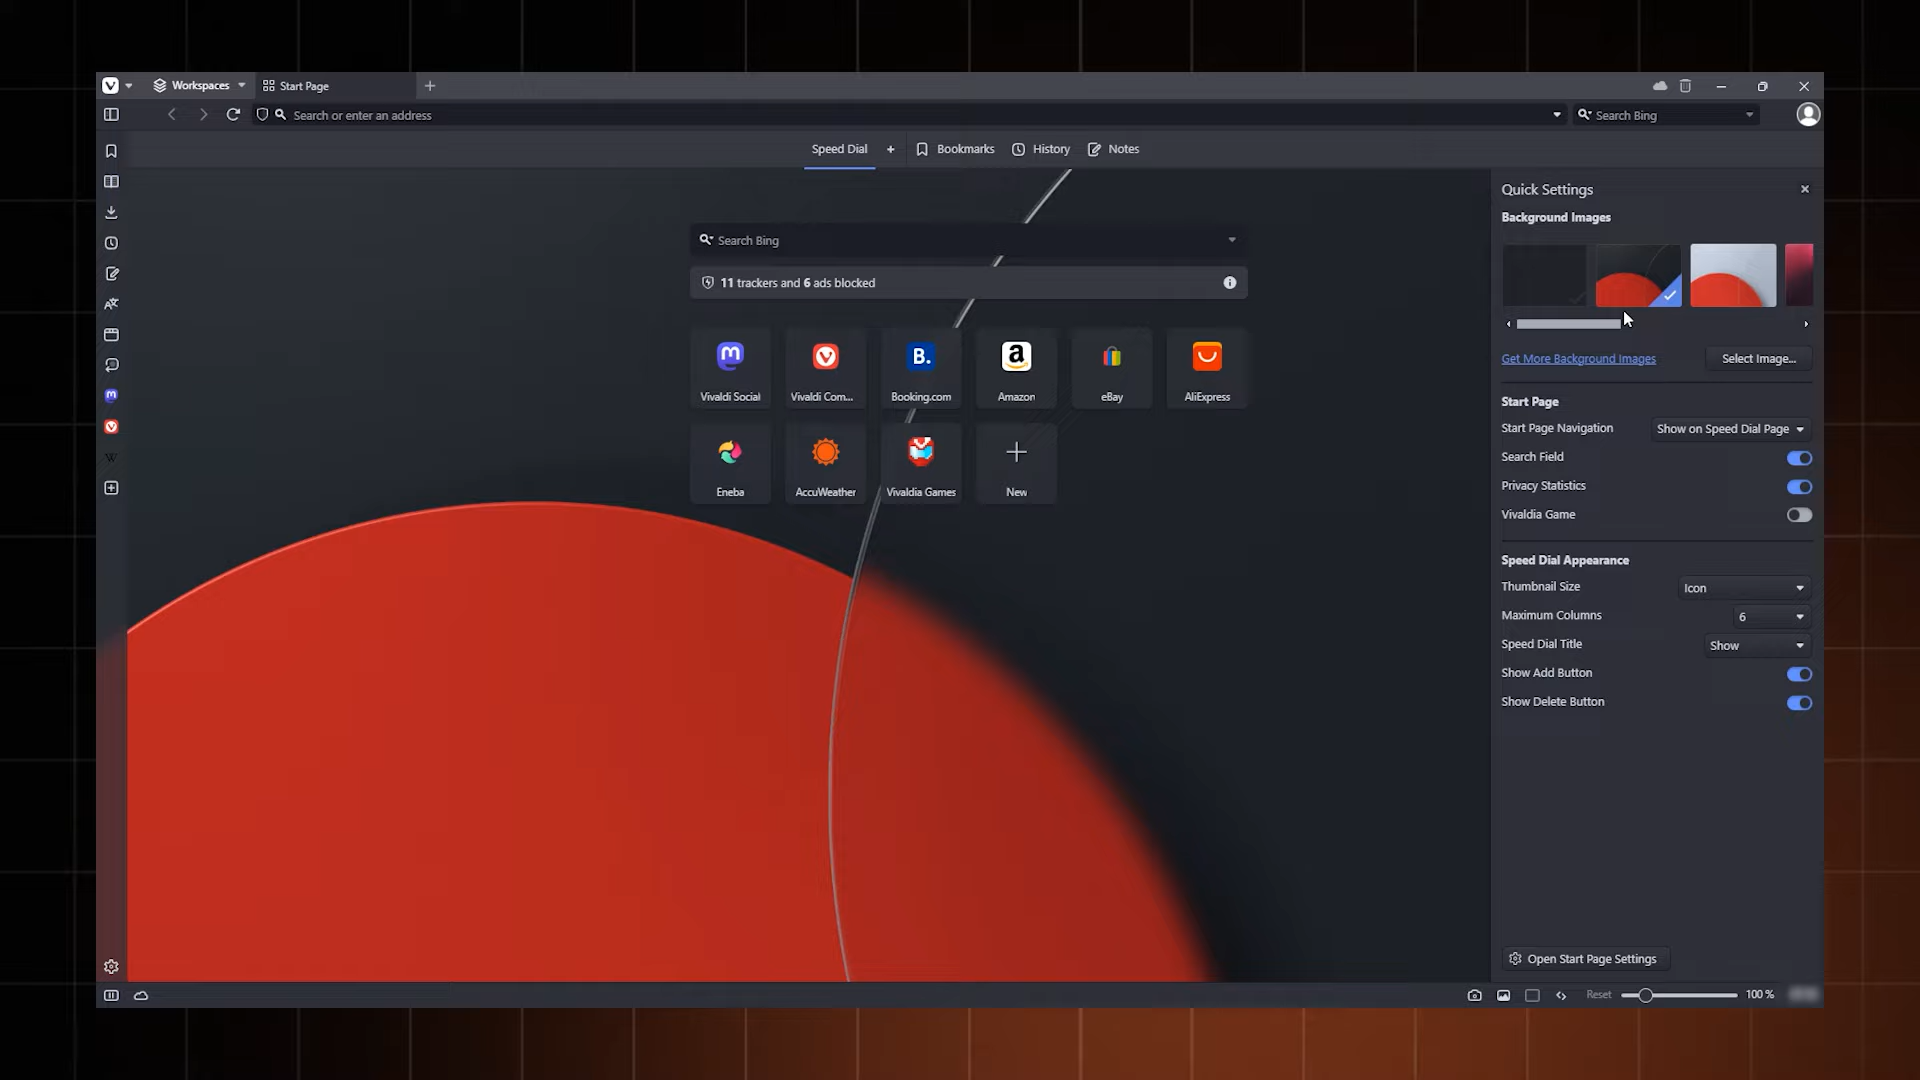 Workspaces
Start Page
Search or enter an address
Search Bing
Speed Dial
Bookmarks
History
Notes
Search Bing
11 trackers and 6 ads blocked
Vivaldi Social
Vivaldi Com...
B.
Booking.com
a
Amazon
eBay
AliExpress
Eneba
AccuWeather
Vivaldia Games
New
W
Quick Settings
Background Images
Get More Background Images
Select Image...
Start Page
Start Page Navigation
Show on Speed Dial Page
Search Field
Privacy Statistics
Vivaldia Game
Speed Dial Appearance
Thumbnail Size
Icon
Maximum Columns
6
Speed Dial Title
Show
Show Add Button
Show Delete Button
Open Start Page Settings
Reset
100 %